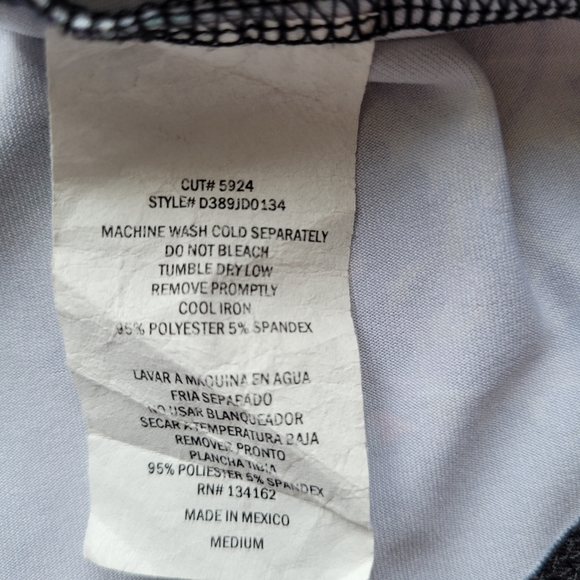 CUT# 5924
STYLE# D389JD0134
MACHINE WASH COLD SEPARATELY
DO NOT BLEACH
TUMBLE DRY LOW
REMOVE PROMPTLY
COOL IRON
95% POLYESTER 5% SPANDEX
LAVAR A MAQUINA EN AGUA
FRIA SEPARADO
NO USAR BLANQUEADOR
SECAR A TEMPERATURA BAJA
REMOVER PRONTO
PLANCHA TIBIA
95% POLIESTER 5% SPANDEX
RN# 134162
MADE IN MEXICO
MEDIUM